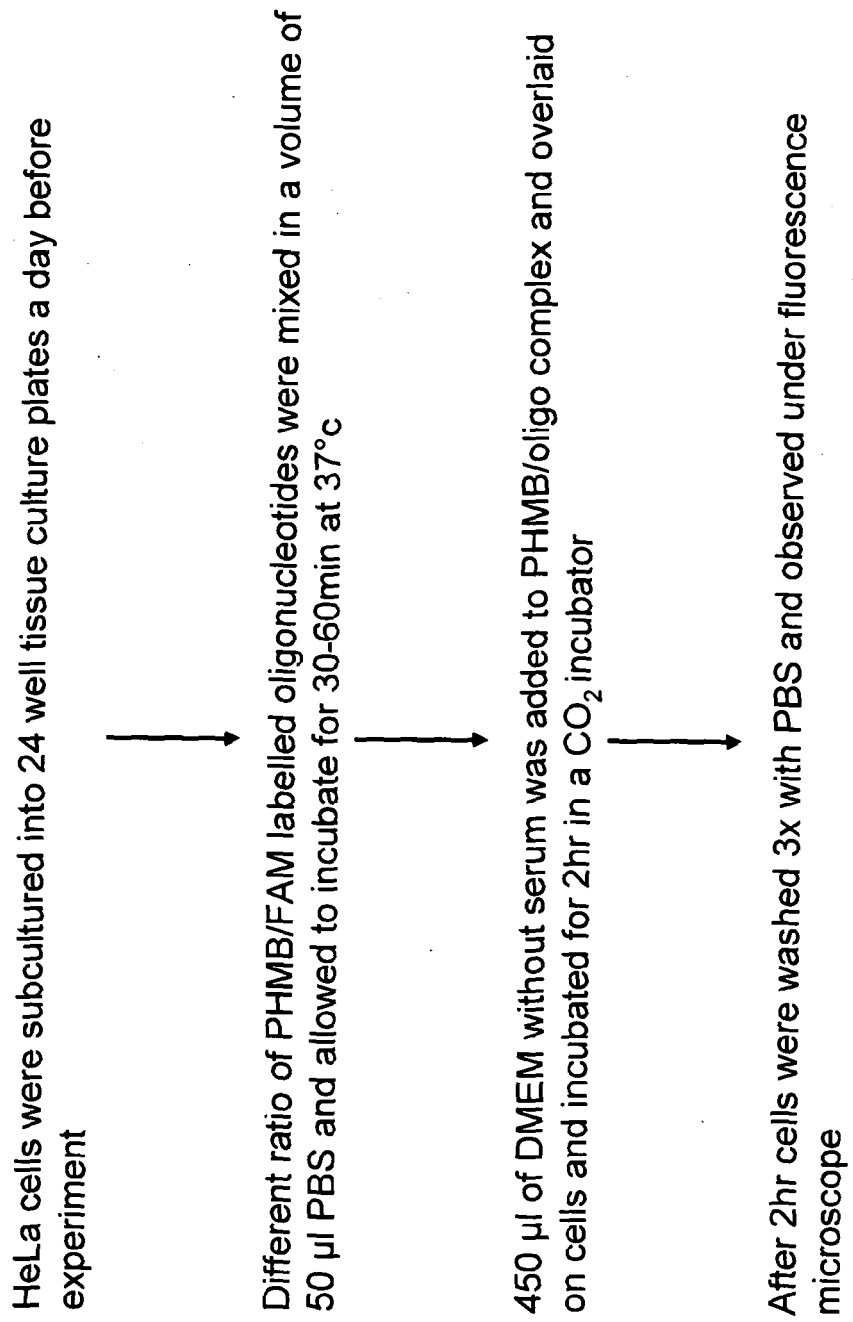 HeLa cells were subcultured into 24 well tissue culture plates a day before
experiment
Different ratio of PHMB/FAM labelled oligonucleotides were mixed in a volume of
50 µl PBS and allowed to incubate for 30-60min at 37°c
450 µl of DMEM without serum was added to PHMB/oligo complex and overlaid
on cells and incubated for 2hr in a CO₂ incubator
After 2hr cells were washed 3x with PBS and observed under fluorescence
microscope